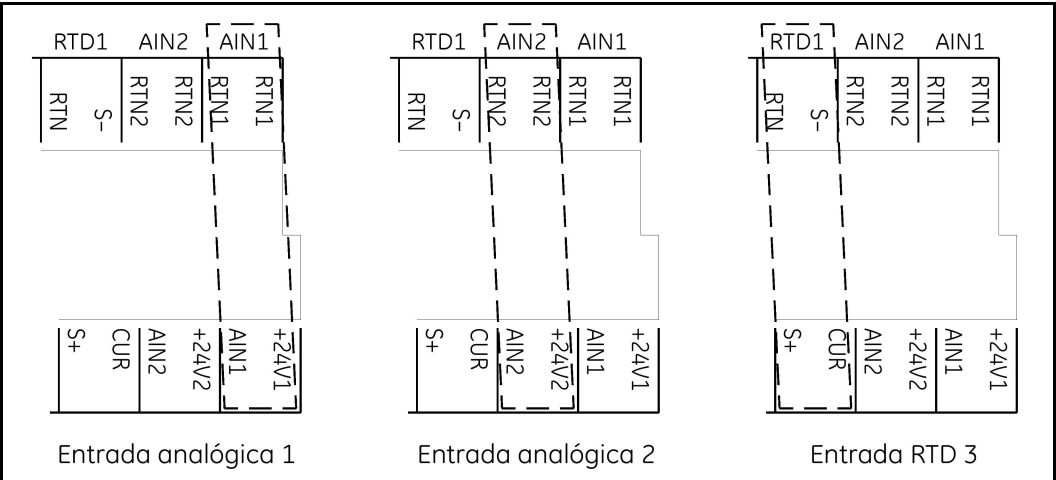 RTD1 AIN2 AIN1
RTN S- RTN2 RTN2 RTN1 RTN1
S+ CUR AIN2 +24V2 AIN1 +24V1
Entrada analógica 1
RTD1 AIN2 AIN1
RTN S- RTN2 RTN2 RTN1 RTN1
S+ CUR AIN2 +24V2 AIN1 +24V1
Entrada analógica 2
RTD1 AIN2 AIN1
RTN S- RTN2 RTN2 RTN1 RTN1
S+ CUR AIN2 +24V2 AIN1 +24V1
Entrada RTD 3